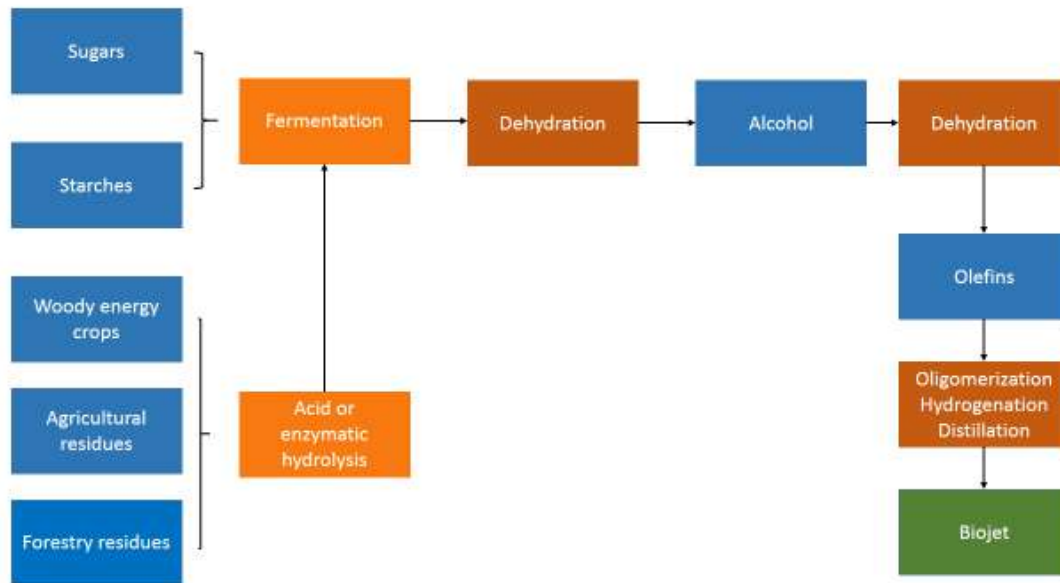 Sugars
Starches
Fermentation
Dehydration
Alcohol
Dehydration
Woody energy
crops
Agricultural
residues
Forestry residues
Acid or
enzymatic
hydrolysis
Olefins
Oligomerization
Hydrogenation
Distillation
Biojet